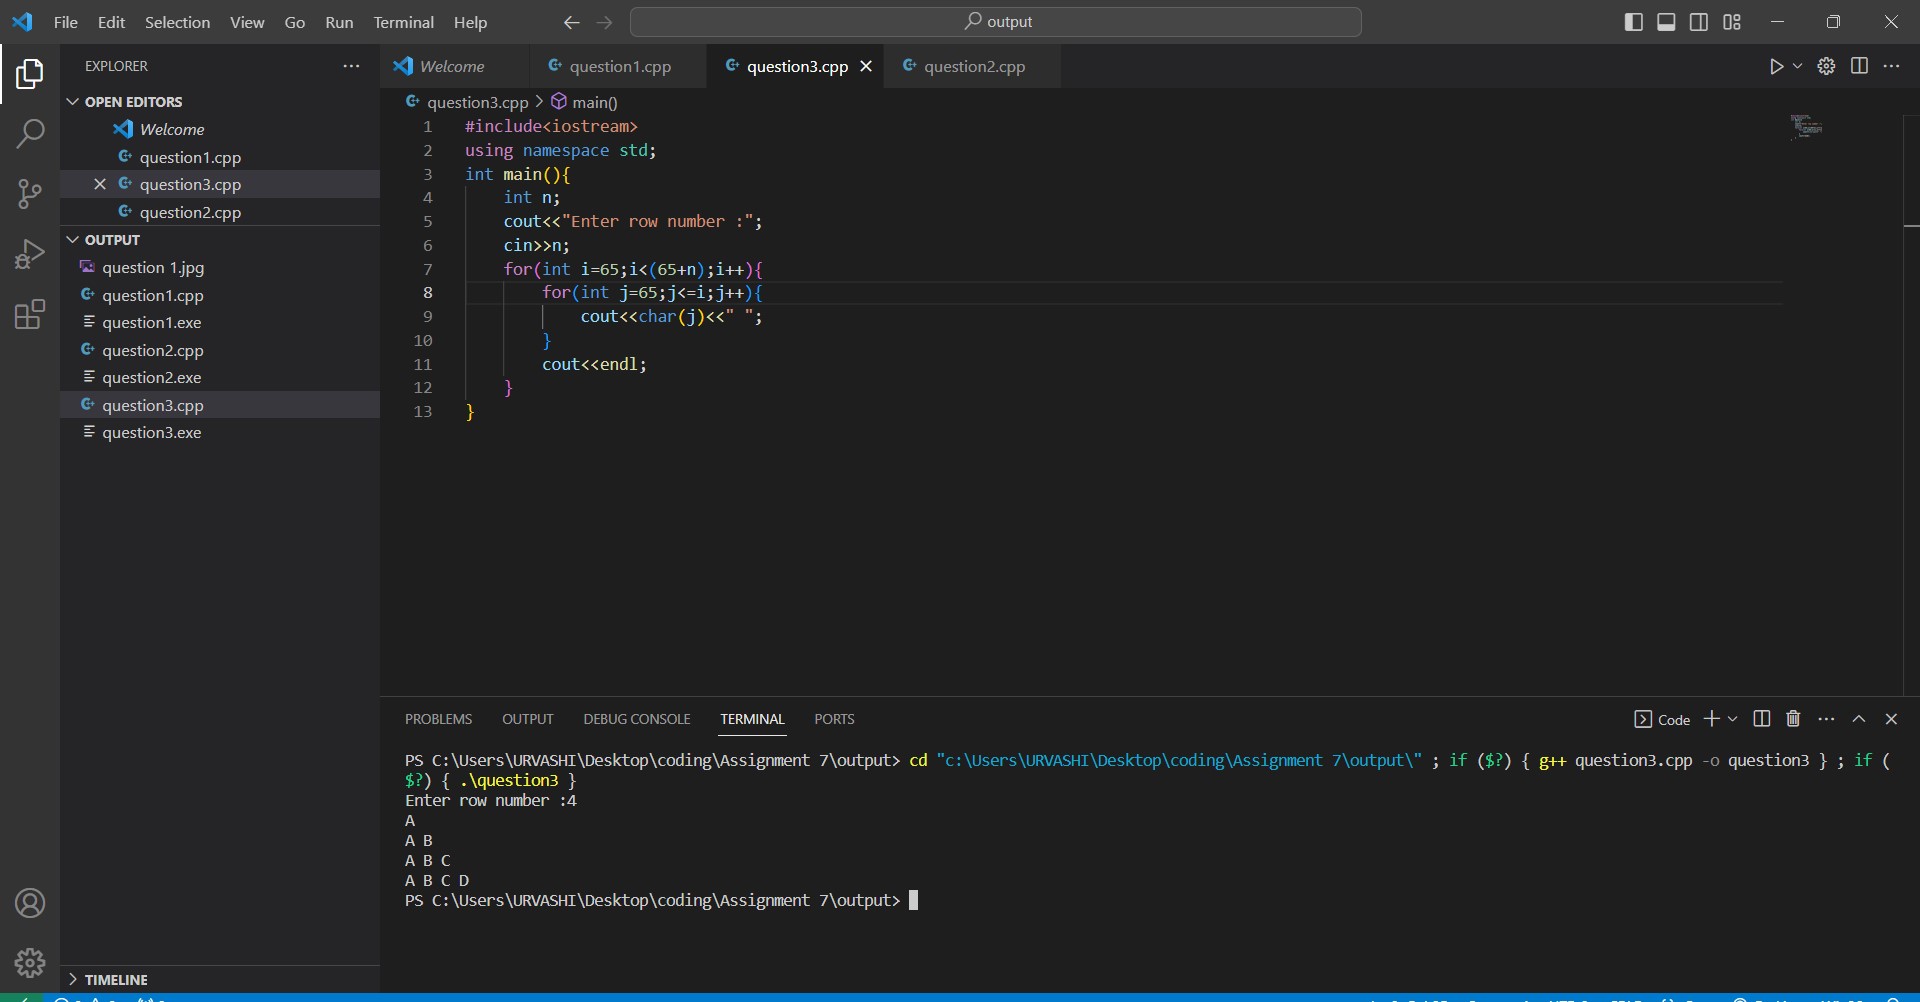 File Edit Selection View Go Run Terminal Help output
EXPLORER
OPEN EDITORS
Welcome
question1.cpp
question3.cpp
question2.cpp
OUTPUT
question 1.jpg
question1.cpp
question1.exe
question2.cpp
question2.exe
question3.cpp
question3.exe
TIMELINE
Welcome question1.cpp question3.cpp question2.cpp
question3.cpp > main()
1 #include<iostream>
2 using namespace std;
3 int main(){
4 int n;
5 cout<<"Enter row number :";
6 cin>>n;
7 for(int i=65;i<(65+n);i++){
8 for(int j=65;j<=i;j++){
9 cout<<char(j)<<" ";
10 }
11 cout<<endl;
12 }
13 }
PROBLEMS OUTPUT DEBUG CONSOLE TERMINAL PORTS Code
PS C:\Users\URVASHI\Desktop\coding\Assignment 7\output> cd "c:\Users\URVASHI\Desktop\coding\Assignment 7\output\" ; if ($?) { g++ question3.cpp -o question3 } ; if (
$?) { .\question3 }
Enter row number :4
A
A B
A B C
A B C D
PS C:\Users\URVASHI\Desktop\coding\Assignment 7\output>